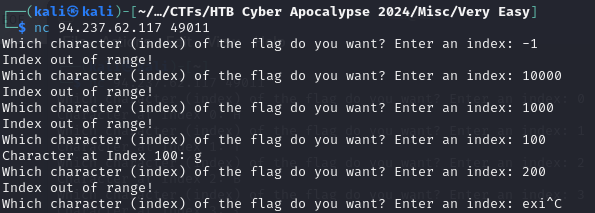 ┌──(kali㉿kali)-[~/…/CTFs/HTB Cyber Apocalypse 2024/Misc/Very Easy]
└─$ nc 94.237.62.117 49011
Which character (index) of the flag do you want? Enter an index: -1
Index out of range!
Which character (index) of the flag do you want? Enter an index: 10000
Index out of range!
Which character (index) of the flag do you want? Enter an index: 1000
Index out of range!
Which character (index) of the flag do you want? Enter an index: 100
Character at Index 100: g
Which character (index) of the flag do you want? Enter an index: 200
Index out of range!
Which character (index) of the flag do you want? Enter an index: exi^C